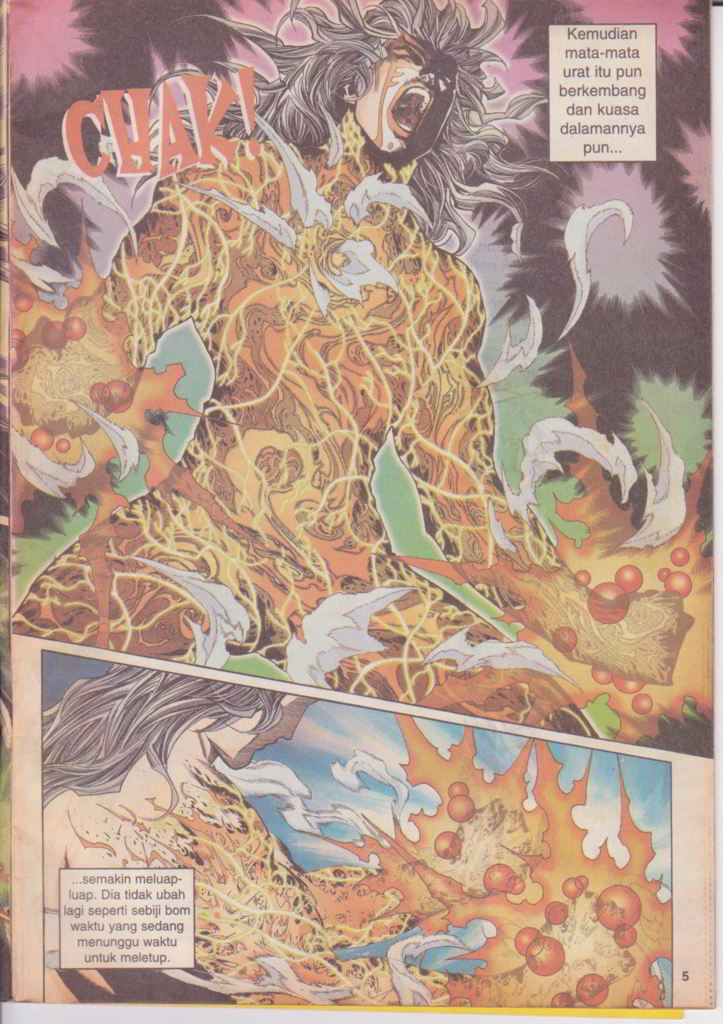 Kemudian
mata-mata
urat itu pun
berkembang
dan kuasa
dalamannya
pun...
CHAK!
...semakin meluap-
luap. Dia tidak ubah
lagi seperti sebiji bom
waktu yang sedang
menunggu waktu
untuk meletup.
5